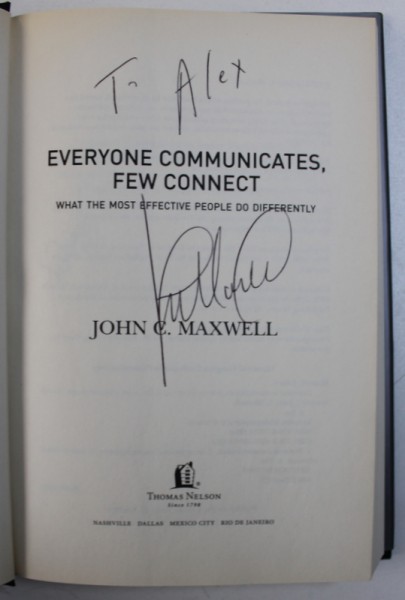 To Alex
EVERYONE COMMUNICATES,
FEW CONNECT
WHAT THE MOST EFFECTIVE PEOPLE DO DIFFERENTLY
JOHN C. MAXWELL
THOMAS NELSON
Since 1798
NASHVILLE DALLAS MEXICO CITY RIO DE JANEIRO